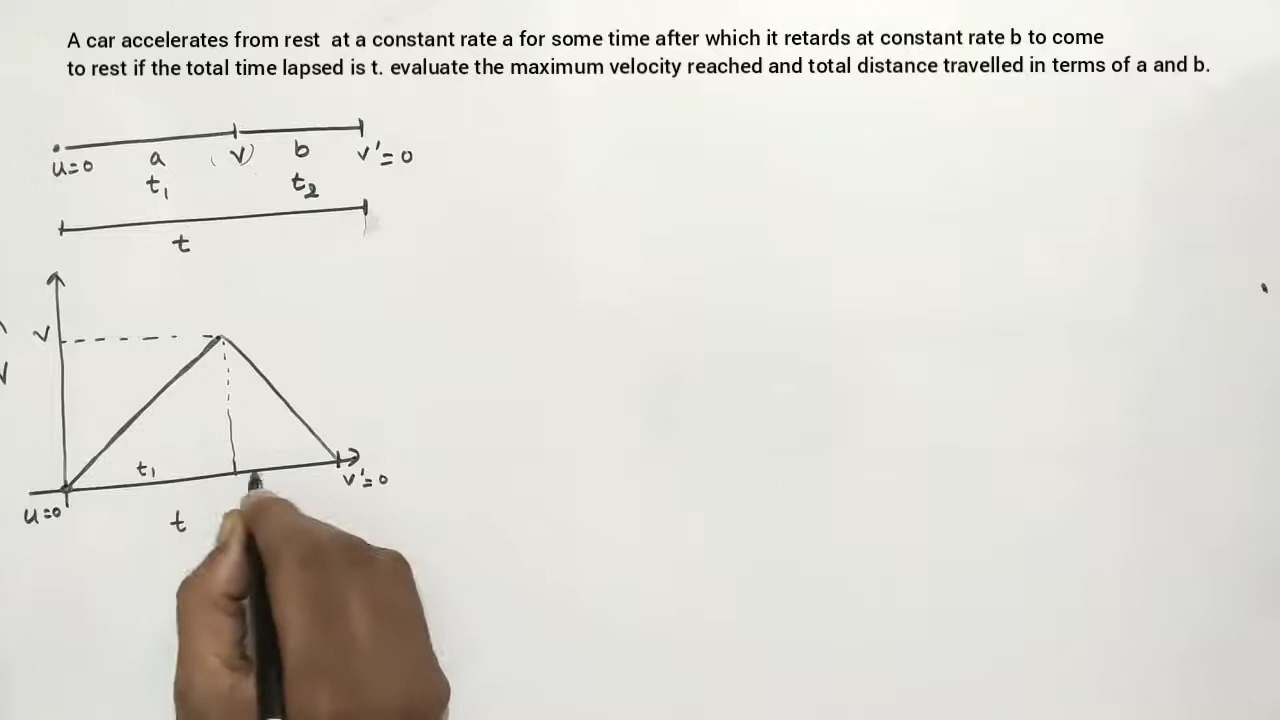 A car accelerates from rest at a constant rate a for some time after which it retards at constant rate b to come
to rest if the total time lapsed is t. evaluate the maximum velocity reached and total distance travelled in terms of a and b.
u=0 a (v) b v'=0
t₁ t₂
t
v
t₁
v'=0
u=0
t